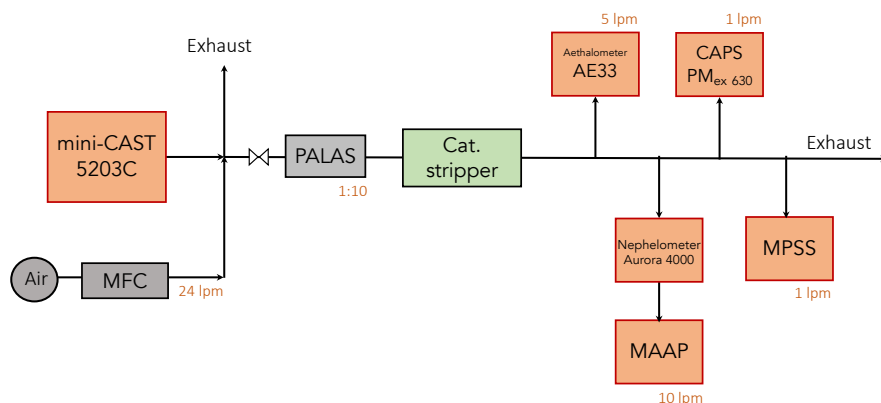 5 lpm
1 lpm
Exhaust
Aethalometer
AE33
CAPS
PMex 630
mini-CAST
5203C
PALAS
1:10
Cat.
stripper
Exhaust
Air
MFC
24 lpm
Nephelometer
Aurora 4000
MPSS
1 lpm
MAAP
10 lpm